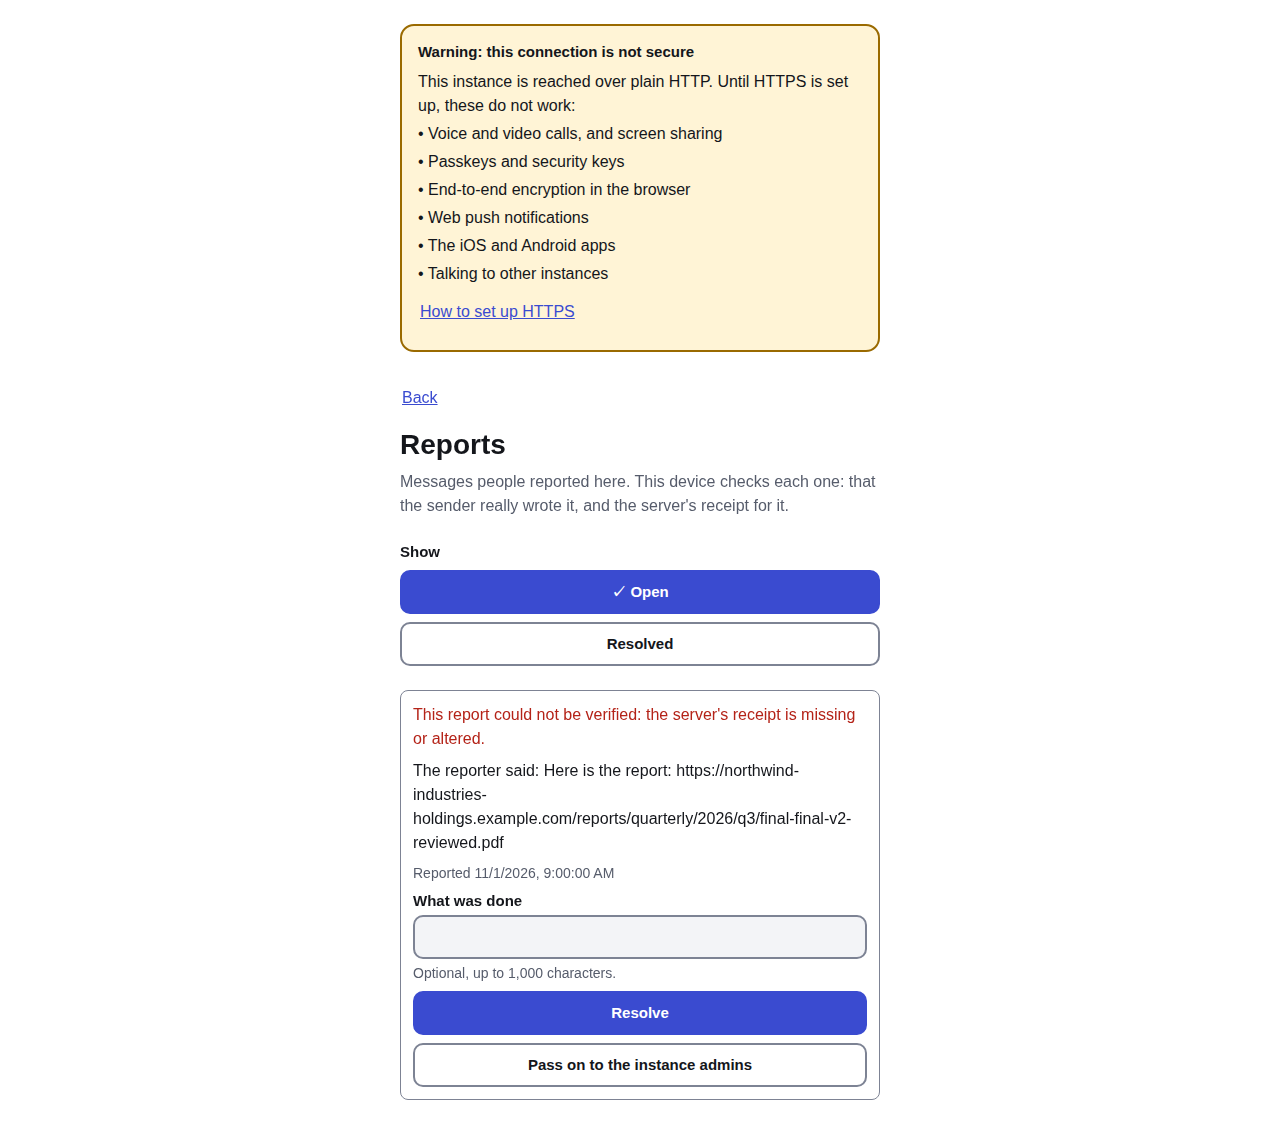 Warning: this connection is not secure
This instance is reached over plain HTTP. Until HTTPS is set
up, these do not work:
• Voice and video calls, and screen sharing
• Passkeys and security keys
• End-to-end encryption in the browser
• Web push notifications
• The iOS and Android apps
• Talking to other instances
How to set up HTTPS
Back
Reports
Messages people reported here. This device checks each one: that
the sender really wrote it, and the server's receipt for it.
Show
✓ Open
Resolved
This report could not be verified: the server's receipt is missing
or altered.
The reporter said: Here is the report: https://northwind-
industries-
holdings.example.com/reports/quarterly/2026/q3/final-final-v2-
reviewed.pdf
Reported 11/1/2026, 9:00:00 AM
What was done
Optional, up to 1,000 characters.
Resolve
Pass on to the instance admins